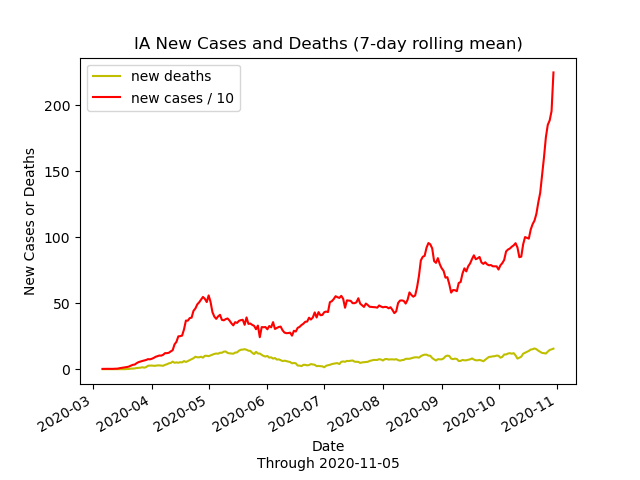 IA New Cases and Deaths (7-day rolling mean)
new deaths
new cases / 10
New Cases or Deaths
200
150
100
50
0
2020-03
2020-04
2020-05
2020-06
2020-07
2020-08
2020-09
2020-10
2020-11
Date
Through 2020-11-05